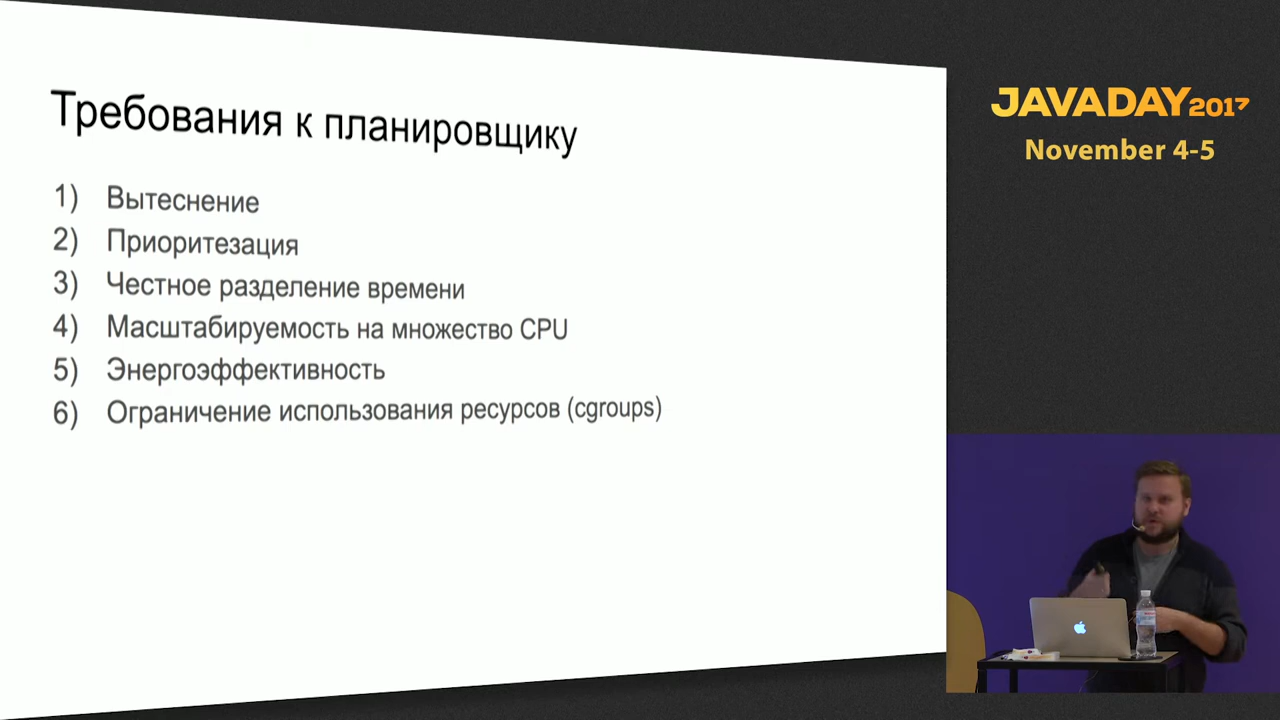 Требования к планировщику
1) Вытеснение
2) Приоритезация
3) Честное разделение времени
4) Масштабируемость на множество CPU
5) Энергоэффективность
6) Ограничение использования ресурсов (cgroups)
JAVADAY2017
November 4-5